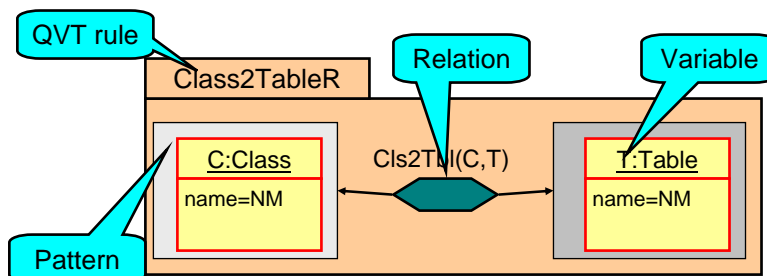 QVT rule
Relation
Variable
Class2TableR
C:Class
Cls2Tbl(C,T)
T:Table
name=NM
name=NM
Pattern